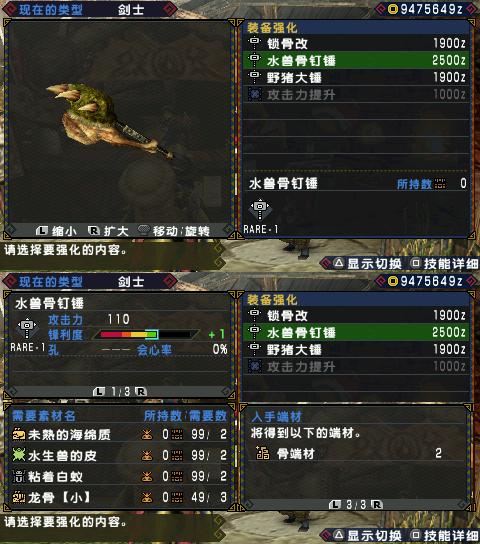 现在的类型 剑士
9475649z
装备强化
锁骨改 1900z
水兽骨钉锤 2500z
野猪大锤 1900z
攻击力提升 1000z
水兽骨钉锤 所持数 0
RARE-1
L 缩小 R 扩大 移动/旋转
请选择要强化的内容。
△显示切换 □技能详细
现在的类型 剑士
9475649z
水兽骨钉锤
攻击力 110
锋利度 +1
RARE-1 孔 --- 会心率 0%
L 1/3 R
装备强化
锁骨改 1900z
水兽骨钉锤 2500z
野猪大锤 1900z
攻击力提升 1000z
需要素材名 所持数/需要数
未熟的海绵质 0 99/ 2
水生兽的皮 0 99/ 2
粘着白蚁 0 99/ 2
龙骨【小】 0 49/ 3
入手端材
将得到以下的端材。
骨端材 2
L 3/3 R
请选择要强化的内容。
△显示切换 □技能详细